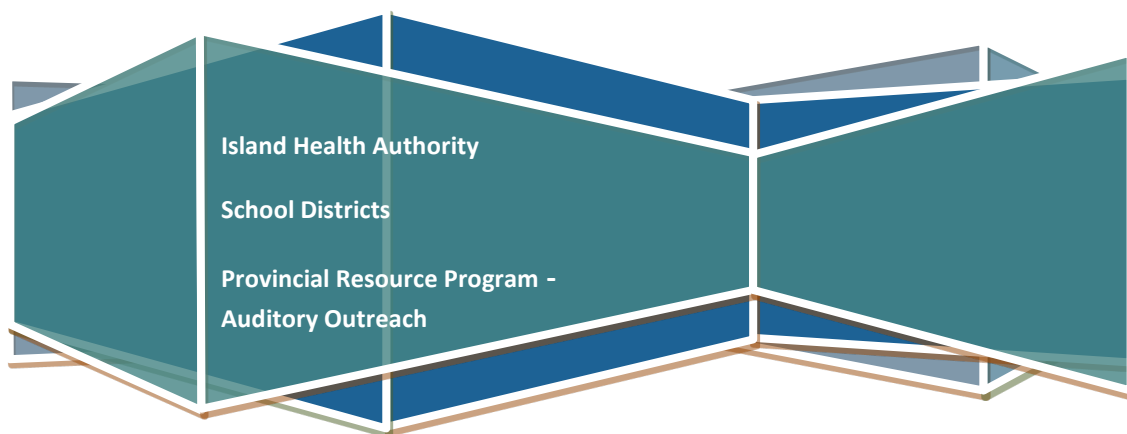 Island Health Authority
School Districts
Provincial Resource Program -
Auditory Outreach